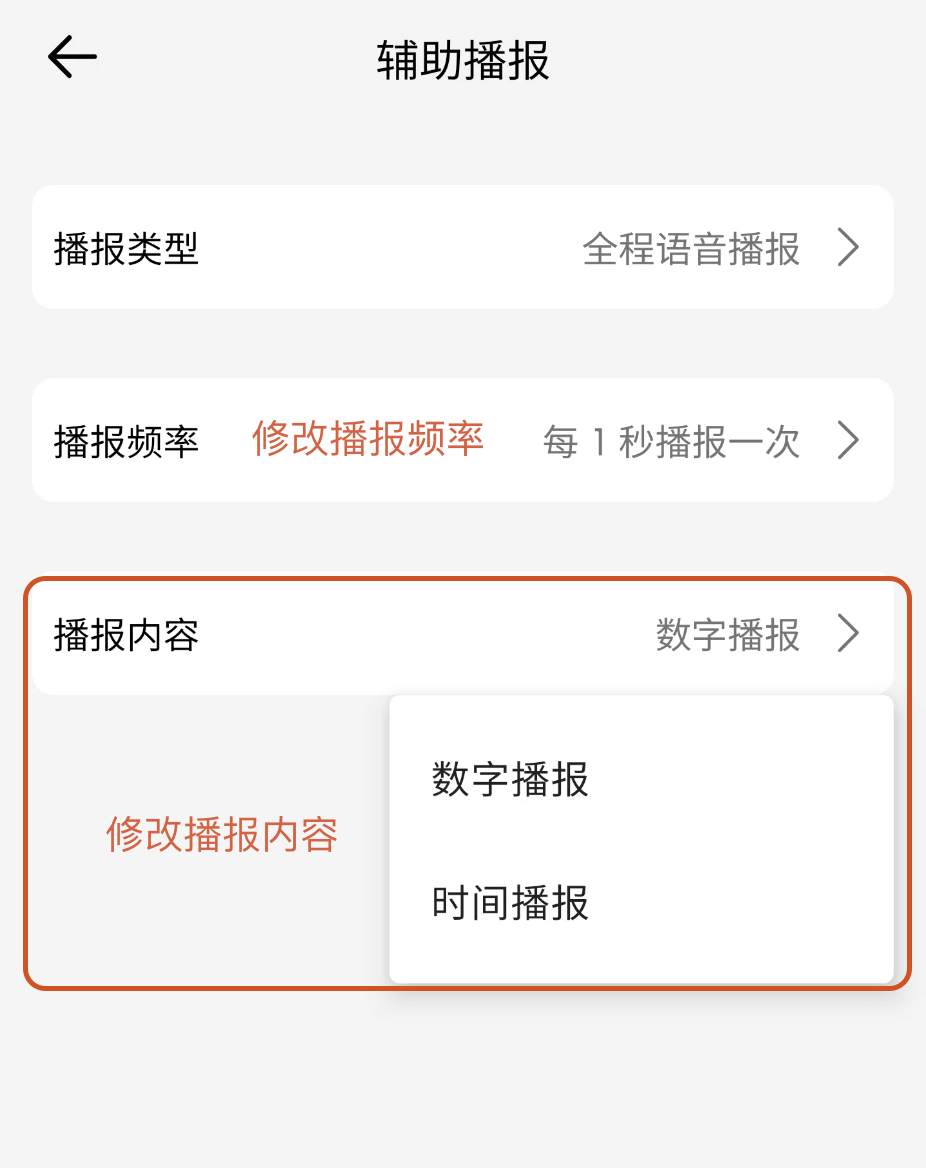 辅助播报
播报类型 全程语音播报
播报频率 修改播报频率 每 1 秒播报一次
播报内容 数字播报
数字播报
修改播报内容
时间播报